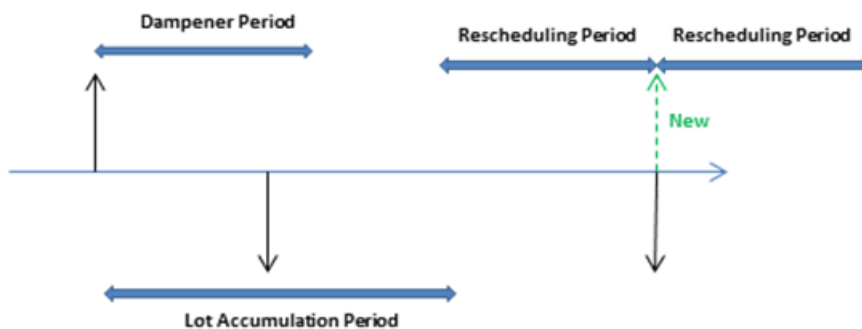 Dampener Period
Rescheduling Period
Rescheduling Period
New
Lot Accumulation Period